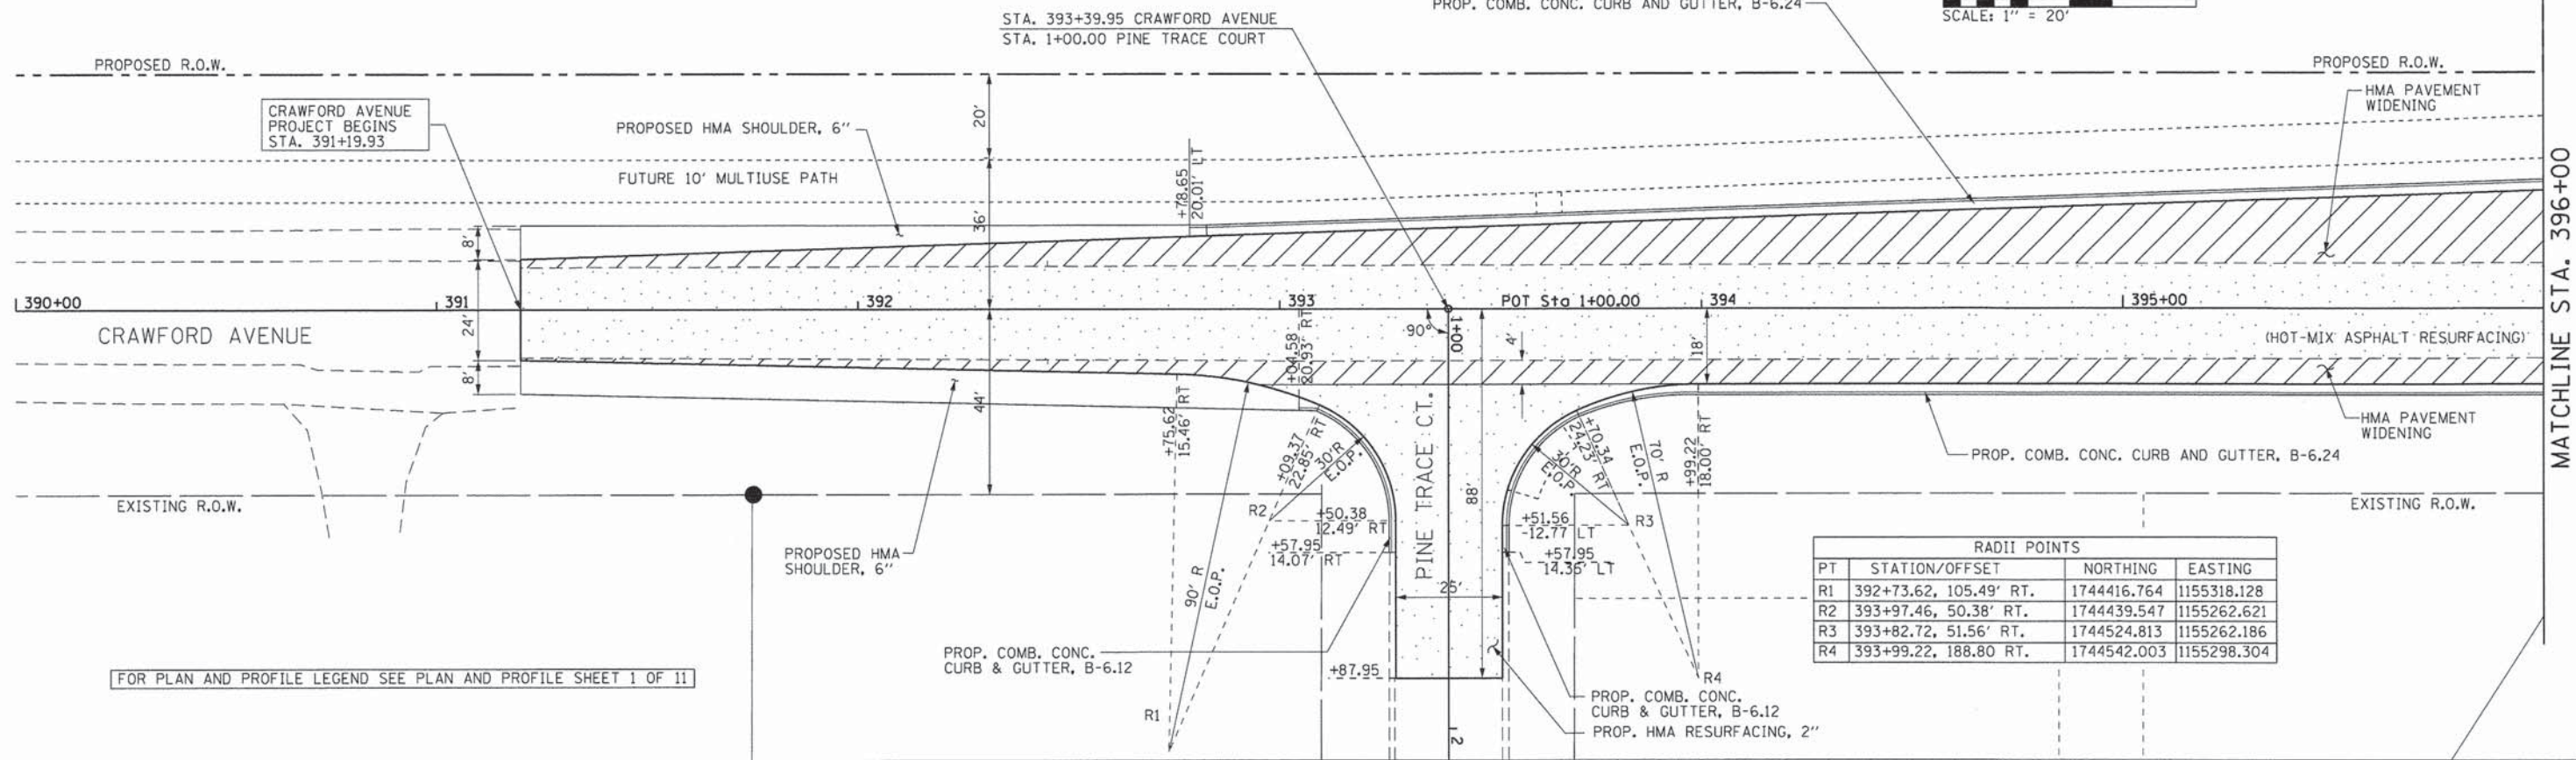 STA. 393+39.95 CRAWFORD AVENUE
STA. 1+00.00 PINE TRACE COURT
PROP. COMB. CONC. CURB AND GUTTER, B-6.24
SCALE: 1" = 20'
PROPOSED R.O.W.
PROPOSED R.O.W.
CRAWFORD AVENUE
PROJECT BEGINS
STA. 391+19.93
PROPOSED HMA SHOULDER, 6"
20'
HMA PAVEMENT
WIDENING
FUTURE 10' MULTIUSE PATH
36'
+78.65
20.01' LT
8'
24'
8'
390+00
391
392
393
POT Sta 1+00.00
394
395+00
CRAWFORD AVENUE
90°
1+00
4'
18'
(HOT-MIX ASPHALT RESURFACING)
MATCHLINE STA. 396+00
+04.58
20.93' RT
44'
+75.62
15.46' RT
+09.37
22.85' RT
30'R
E.O.P.
PINE TRACE CT.
88'
+70.34
24.23' RT
30'R
E.O.P.
70' R
E.O.P.
+99.22
18.00' RT
HMA PAVEMENT
WIDENING
PROP. COMB. CONC. CURB AND GUTTER, B-6.24
EXISTING R.O.W.
EXISTING R.O.W.
R2
+50.38
12.49' RT
+57.95
14.07' RT
+51.56
12.77 LT
+57.95
14.35' LT
R3
PROPOSED HMA
SHOULDER, 6"
90' R
E.O.P.
25'
RADII POINTS
PT STATION/OFFSET NORTHING EASTING
R1 392+73.62, 105.49' RT. 1744416.764 1155318.128
R2 393+97.46, 50.38' RT. 1744439.547 1155262.621
R3 393+82.72, 51.56' RT. 1744524.813 1155262.186
R4 393+99.22, 188.80 RT. 1744542.003 1155298.304
PROP. COMB. CONC.
CURB & GUTTER, B-6.12
+87.95
FOR PLAN AND PROFILE LEGEND SEE PLAN AND PROFILE SHEET 1 OF 11
R4
PROP. COMB. CONC.
CURB & GUTTER, B-6.12
PROP. HMA RESURFACING, 2"
R1
2